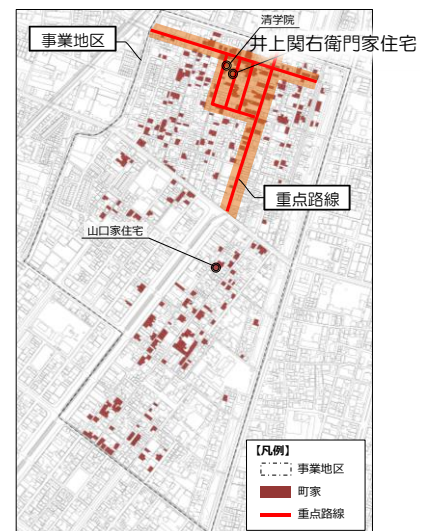 清学院
井上関右衛門家住宅
事業地区
重点路線
山口家住宅
【凡例】
事業地区
町家
重点路線